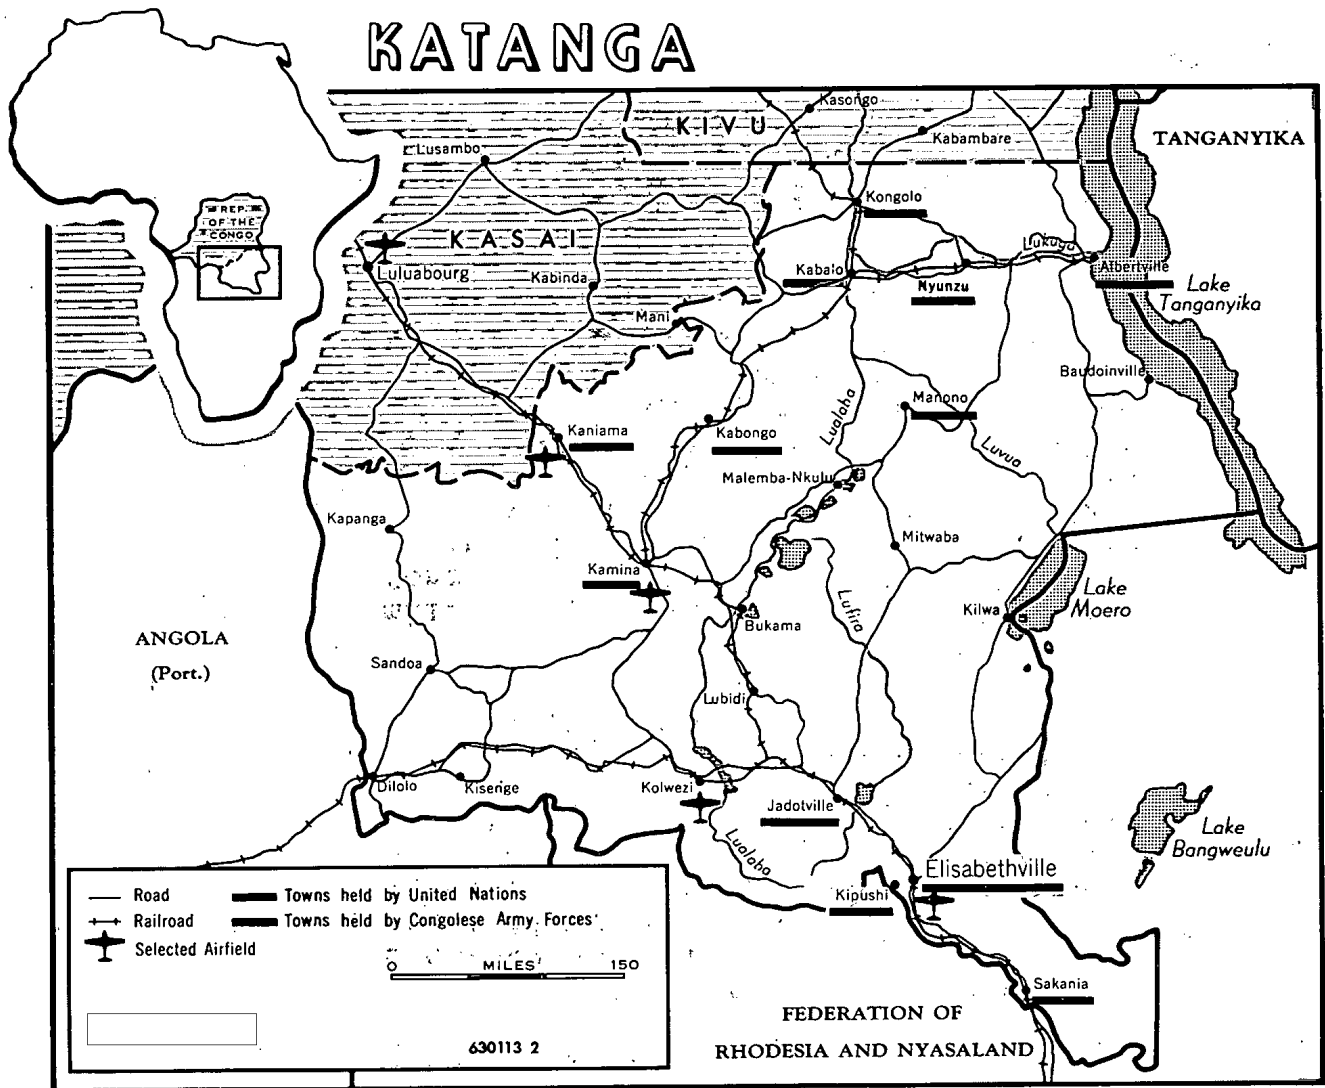 KATANGA
REP.
OF THE
CONGO
KIVU
KASAI
TANGANYIKA
Kasongo
Kabambare
Lusambo
Kongolo
Lukuga
Luluabourg
Kabinda
Kabalo
Nyunzu
Albertville
Lake
Tanganyika
Mani
Baudoinville
Lualaba
Manono
Kaniama
Kabongo
Luvua
Malemba-Nkulu
Kapanga
Mitwaba
Kamina
Lufira
Kilwa
Lake
Moero
Bukama
ANGOLA
(Port.)
Sandoa
Lubidi
Dilolo
Kisenge
Kolwezi
Jadotville
Lualaba
Lake
Bangweulu
Élisabethville
Kipushi
Sakania
FEDERATION OF
RHODESIA AND NYASALAND
Road
Towns held by United Nations
Railroad
Towns held by Congolese Army Forces
Selected Airfield
0 MILES 150
630113 2